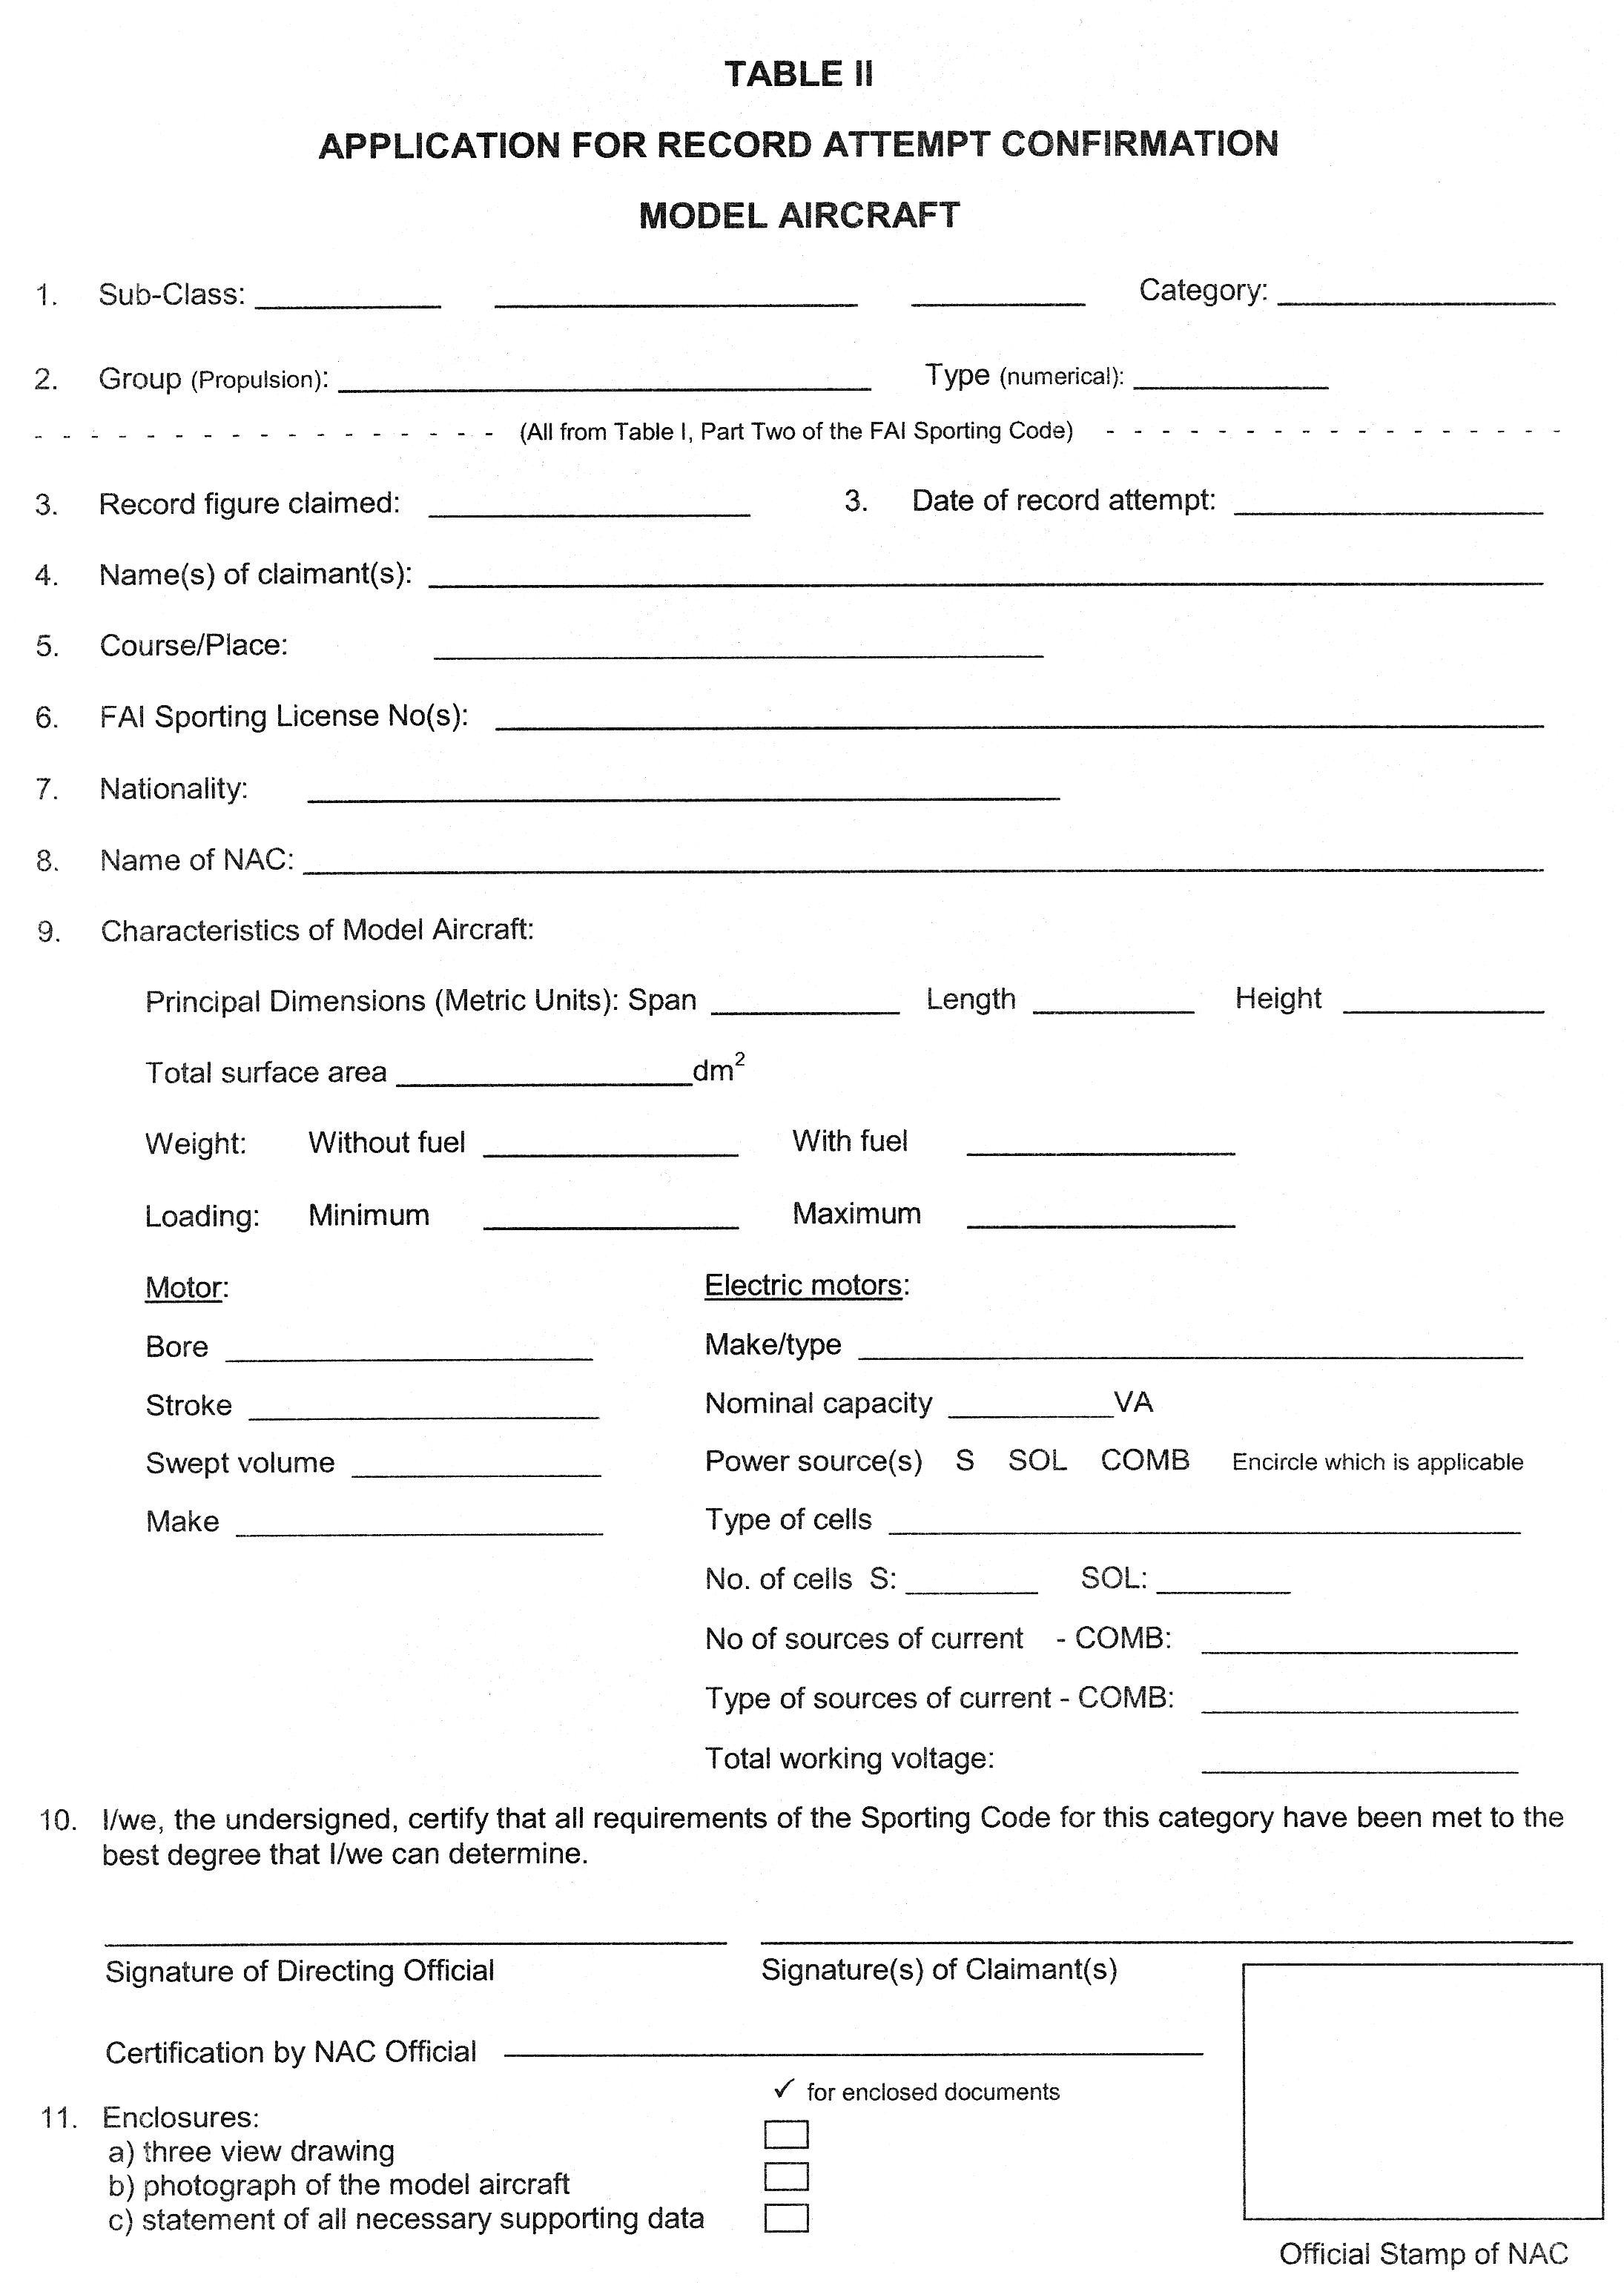 TABLE II
APPLICATION FOR RECORD ATTEMPT CONFIRMATION
MODEL AIRCRAFT
1. Sub-Class: Category:
2. Group (Propulsion): Type (numerical):
(All from Table I, Part Two of the FAI Sporting Code)
3. Record figure claimed: 3. Date of record attempt:
4. Name(s) of claimant(s):
5. Course/Place:
6. FAI Sporting License No(s):
7. Nationality:
8. Name of NAC:
9. Characteristics of Model Aircraft:
Principal Dimensions (Metric Units): Span Length Height
Total surface area dm²
Weight: Without fuel With fuel
Loading: Minimum Maximum
Motor: Electric motors:
Bore Make/type
Stroke Nominal capacity VA
Swept volume Power source(s) S SOL COMB Encircle which is applicable
Make Type of cells
No. of cells S: SOL:
No of sources of current - COMB:
Type of sources of current - COMB:
Total working voltage:
10. I/we, the undersigned, certify that all requirements of the Sporting Code for this category have been met to the
best degree that I/we can determine.
Signature of Directing Official Signature(s) of Claimant(s)
Certification by NAC Official
✓ for enclosed documents
11. Enclosures:
a) three view drawing
b) photograph of the model aircraft
c) statement of all necessary supporting data
Official Stamp of NAC